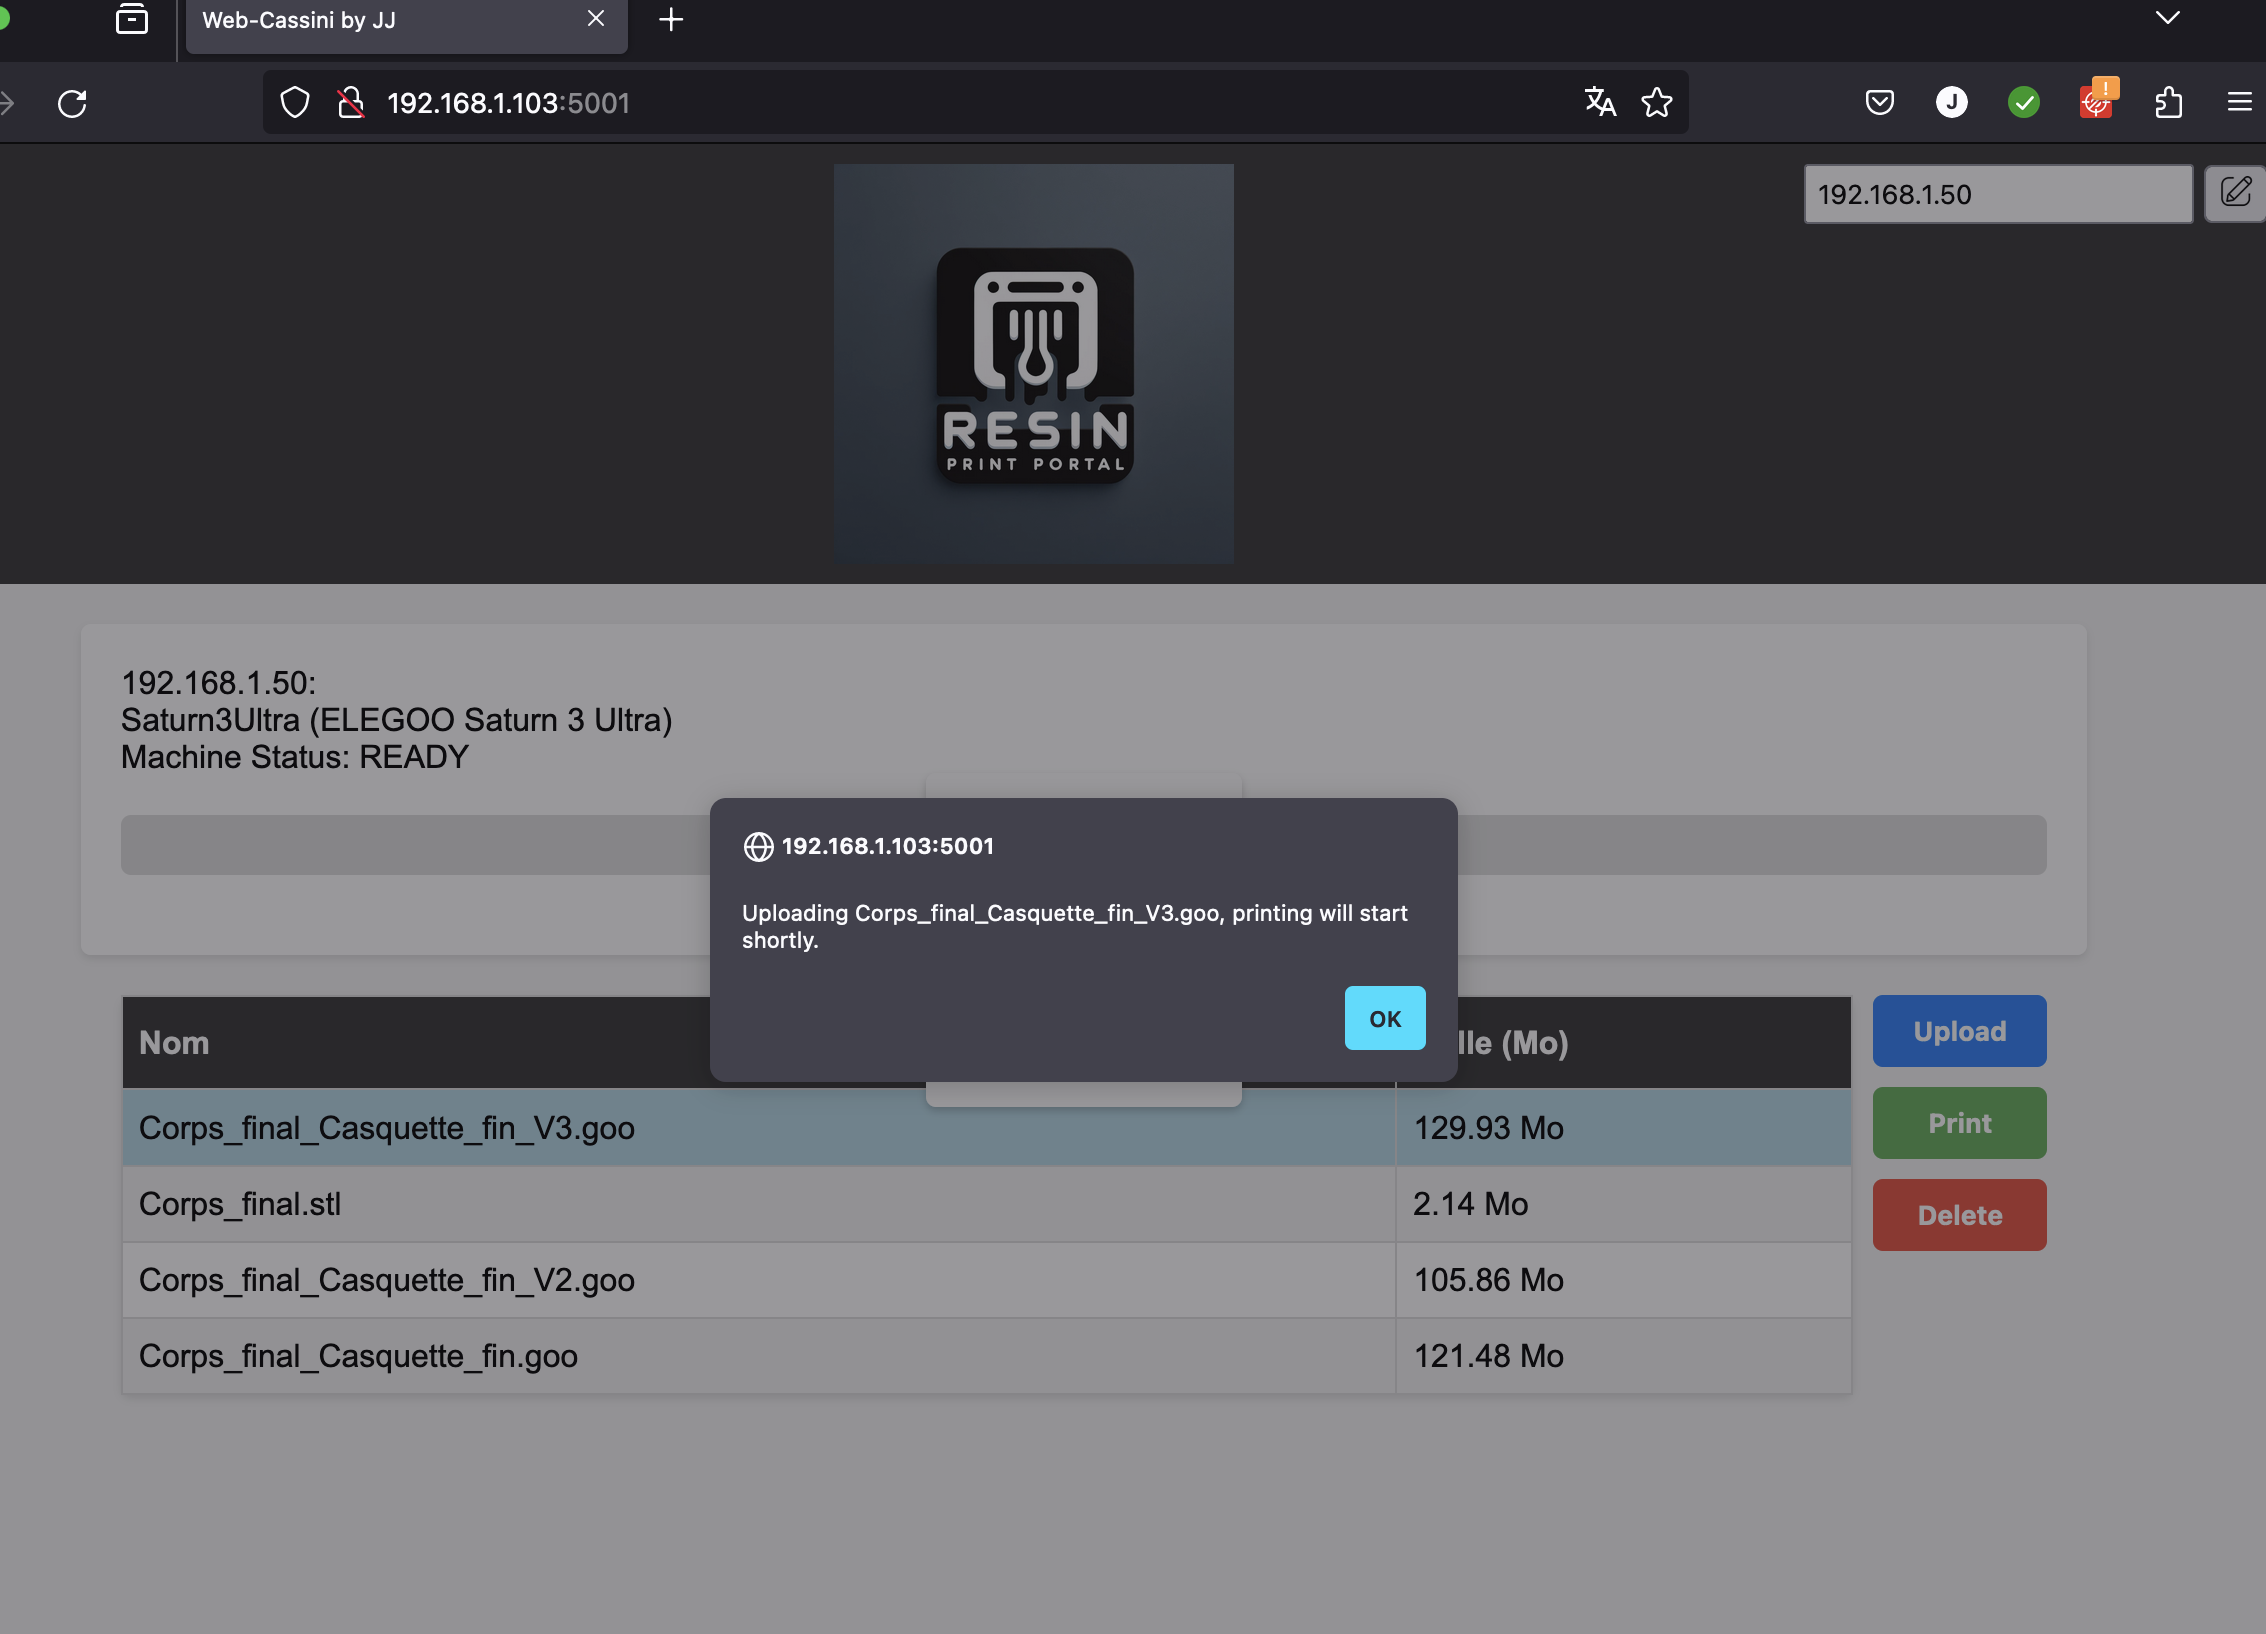 Web-Cassini by JJ
192.168.1.103:5001
J
!
192.168.1.50
RESIN
PRINT PORTAL
192.168.1.50:
Saturn3Ultra (ELEGOO Saturn 3 Ultra)
Machine Status: READY
192.168.1.103:5001
Uploading Corps_final_Casquette_fin_V3.goo, printing will start
shortly.
OK
Nom lle (Mo)
Corps_final_Casquette_fin_V3.goo 129.93 Mo
Corps_final.stl 2.14 Mo
Corps_final_Casquette_fin_V2.goo 105.86 Mo
Corps_final_Casquette_fin.goo 121.48 Mo
Upload
Print
Delete